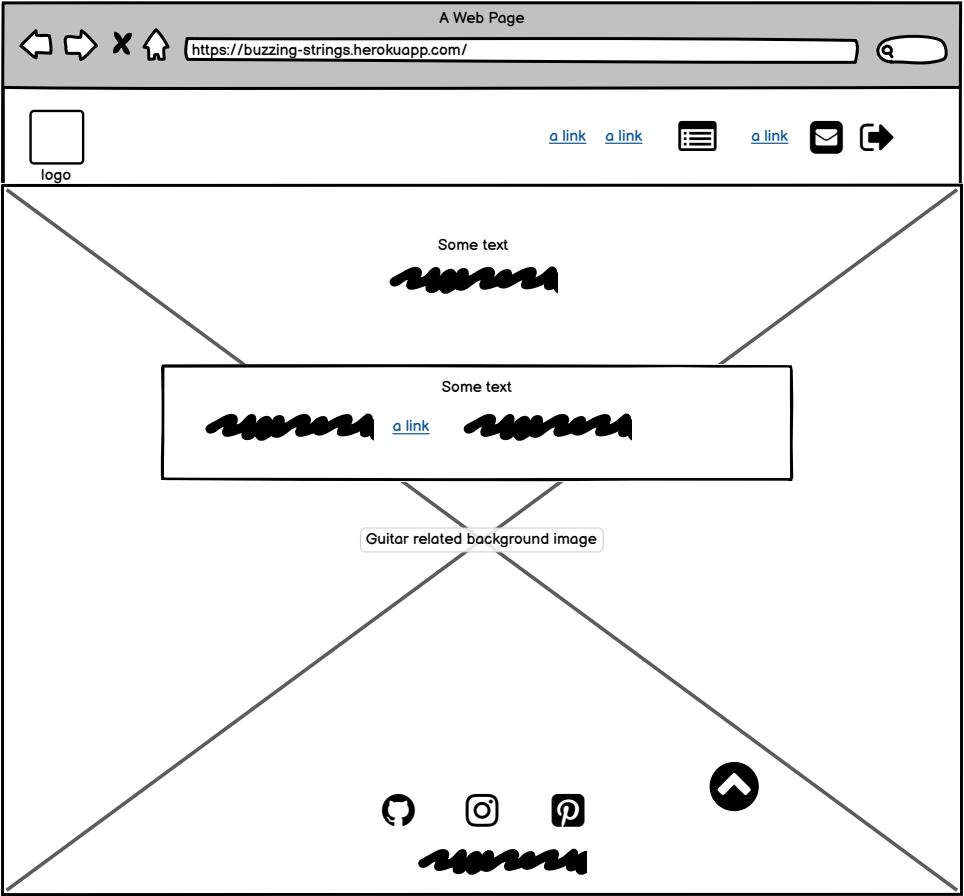 A Web Page
https://buzzing-strings.herokuapp.com/
a link a link a link
logo
Some text
Some text
a link
Guitar related background image